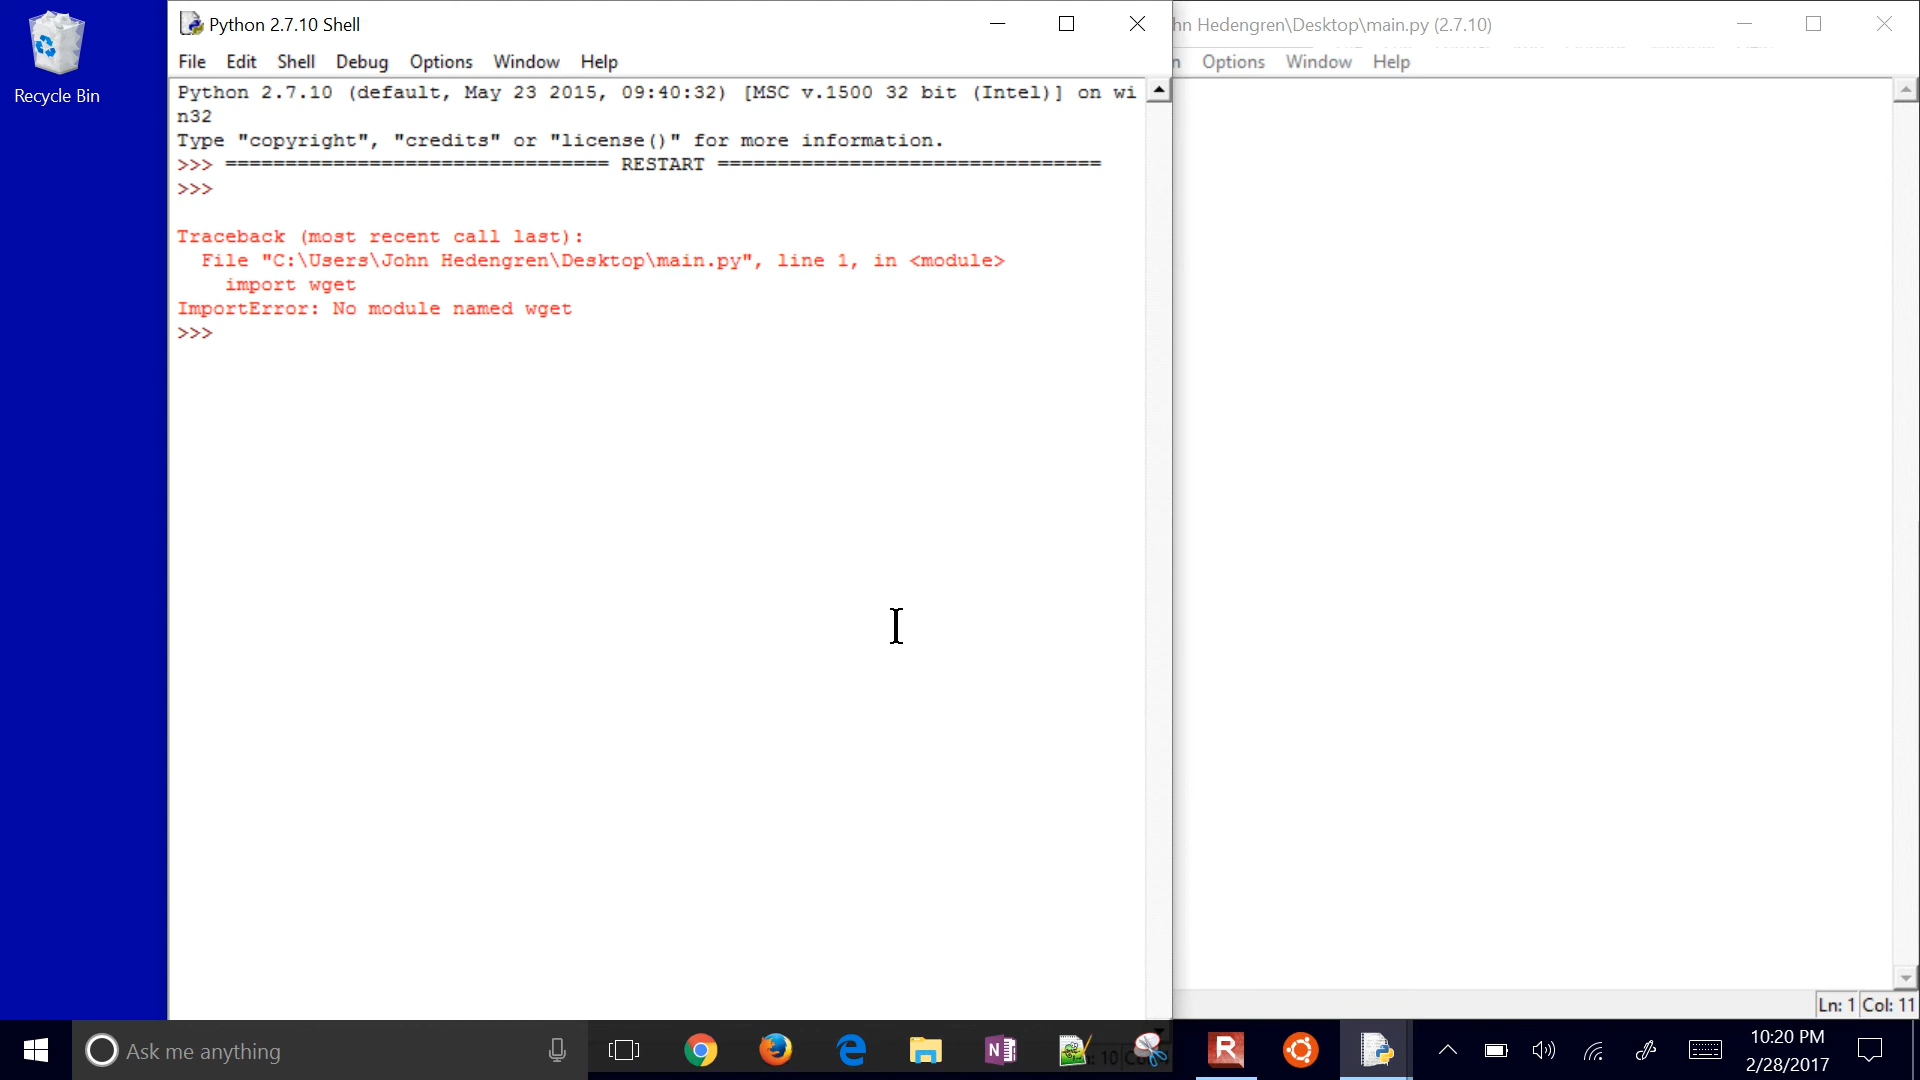 Recycle Bin
Python 2.7.10 Shell
File Edit Shell Debug Options Window Help
Python 2.7.10 (default, May 23 2015, 09:40:32) [MSC v.1500 32 bit (Intel)] on wi
n32
Type "copyright", "credits" or "license()" for more information.
>>> ================================ RESTART ================================
>>>
Traceback (most recent call last):
File "C:\Users\John Hedengren\Desktop\main.py", line 1, in <module>
import wget
ImportError: No module named wget
>>>
hn Hedengren\Desktop\main.py (2.7.10)
n Options Window Help
Ln: 1 Col: 11
Ask me anything
10:20 PM
2/28/2017